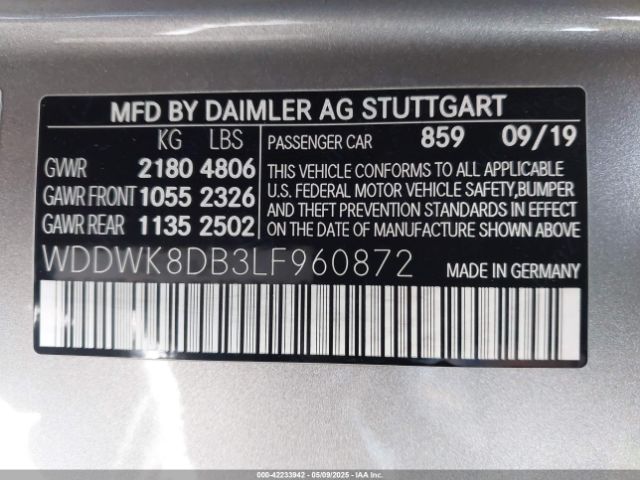 MFD BY DAIMLER AG STUTTGART
KG LBS
GVWR 2180 4806
GAWR FRONT 1055 2326
GAWR REAR 1135 2502
PASSENGER CAR 859 09/19
THIS VEHICLE CONFORMS TO ALL APPLICABLE
U.S. FEDERAL MOTOR VEHICLE SAFETY,BUMPER
AND THEFT PREVENTION STANDARDS IN EFFECT
ON THE DATE OF MANUFACTURE SHOWN ABOVE
WDDWK8DB3LF960872
MADE IN GERMANY
000-42233942 - 05/09/2025 - IAAI CORPORATE